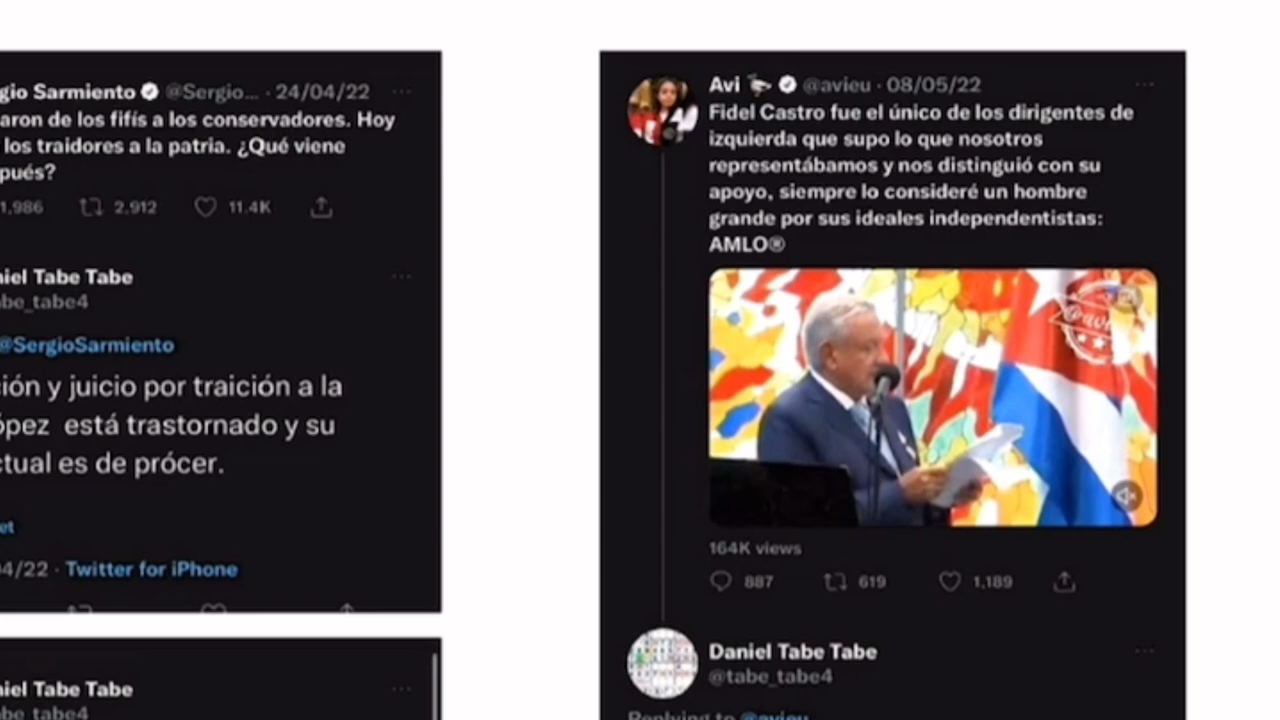 gio Sarmiento @Sergio... · 24/04/22
aron de los fifís a los conservadores. Hoy
los traidores a la patria. ¿Qué viene
pués?
1,986 2,912 11.4K
niel Tabe Tabe
abe_tabe4
@SergioSarmiento
ción y juicio por traición a la
ópez está trastornado y su
ctual es de prócer.
et
04/22 · Twitter for iPhone
niel Tabe Tabe
abe_tabe4
Avi @avieu · 08/05/22
Fidel Castro fue el único de los dirigentes de
izquierda que supo lo que nosotros
representábamos y nos distinguió con su
apoyo, siempre lo consideré un hombre
grande por sus ideales independentistas:
AMLO®
164K views
887 619 1,189
Daniel Tabe Tabe
@tabe_tabe4
Replying to @avieu